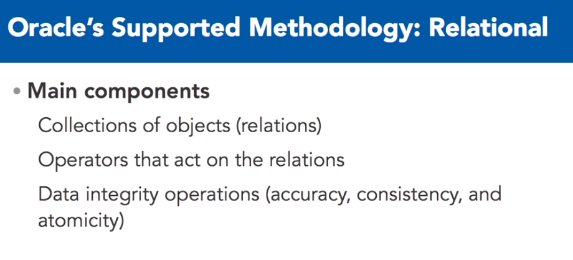 Oracle's Supported Methodology: Relational
• Main components
Collections of objects (relations)
Operators that act on the relations
Data integrity operations (accuracy, consistency, and
atomicity)